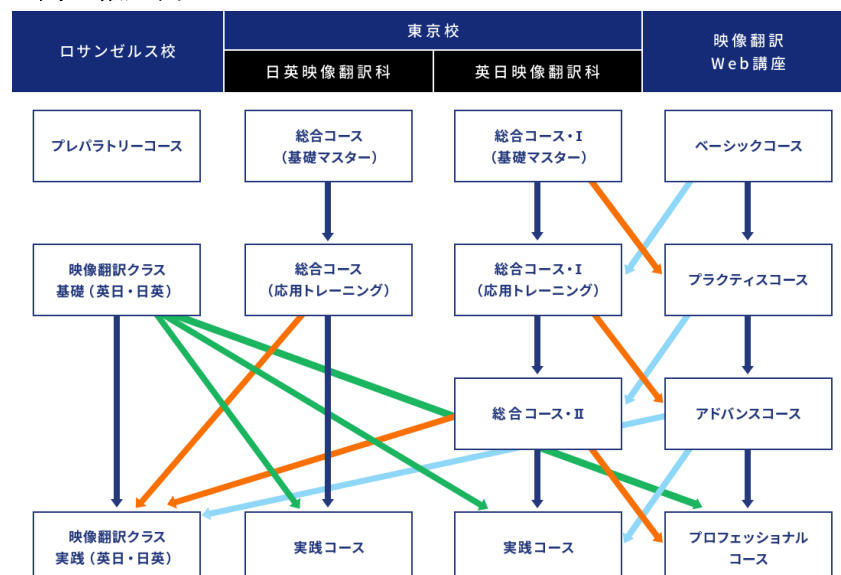 ロサンゼルス校
東京校
映像翻訳
Web講座
日英映像翻訳科
英日映像翻訳科
プレパラトリーコース
総合コース
(基礎マスター)
総合コース・I
(基礎マスター)
ベーシックコース
映像翻訳クラス
基礎(英日・日英)
総合コース
(応用トレーニング)
総合コース・I
(応用トレーニング)
プラクティスコース
総合コース・II
アドバンスコース
映像翻訳クラス
実践(英日・日英)
実践コース
実践コース
プロフェッショナル
コース